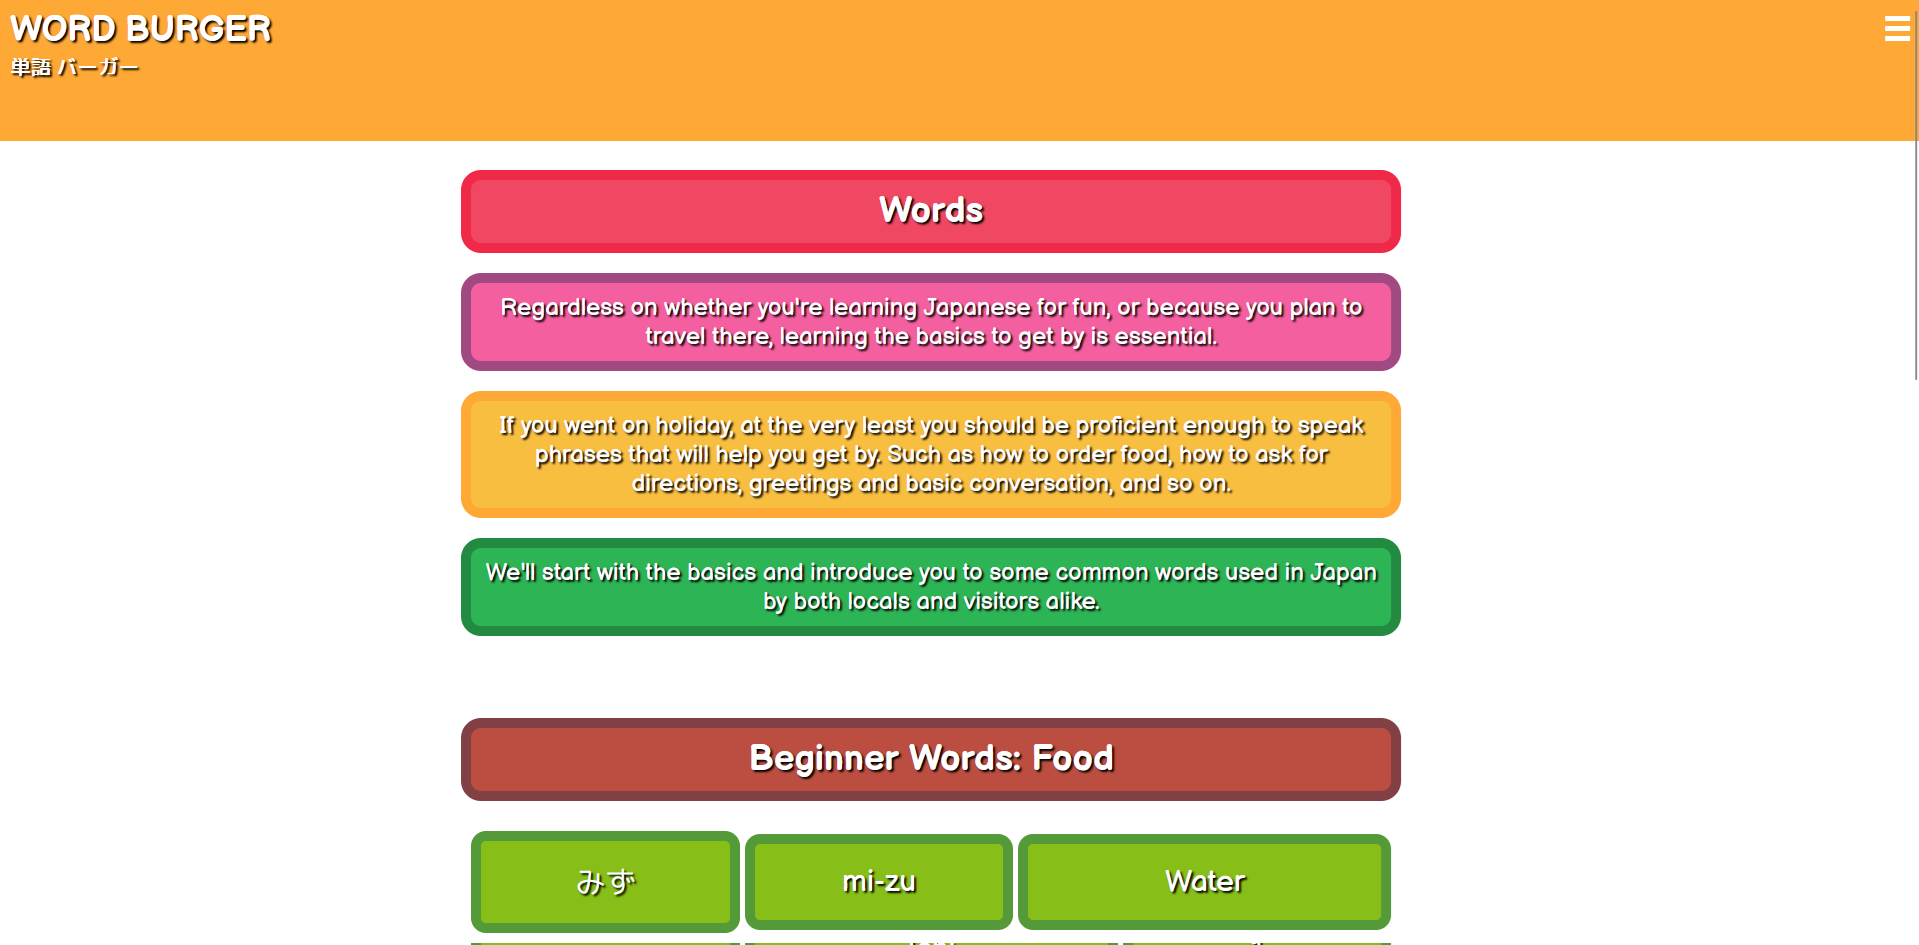 WORD BURGER
単語 バーガー
Words
Regardless on whether you're learning Japanese for fun, or because you plan to
travel there, learning the basics to get by is essential.
If you went on holiday, at the very least you should be proficient enough to speak
phrases that will help you get by. Such as how to order food, how to ask for
directions, greetings and basic conversation, and so on.
We'll start with the basics and introduce you to some common words used in Japan
by both locals and visitors alike.
Beginner Words: Food
みず
mi-zu
Water